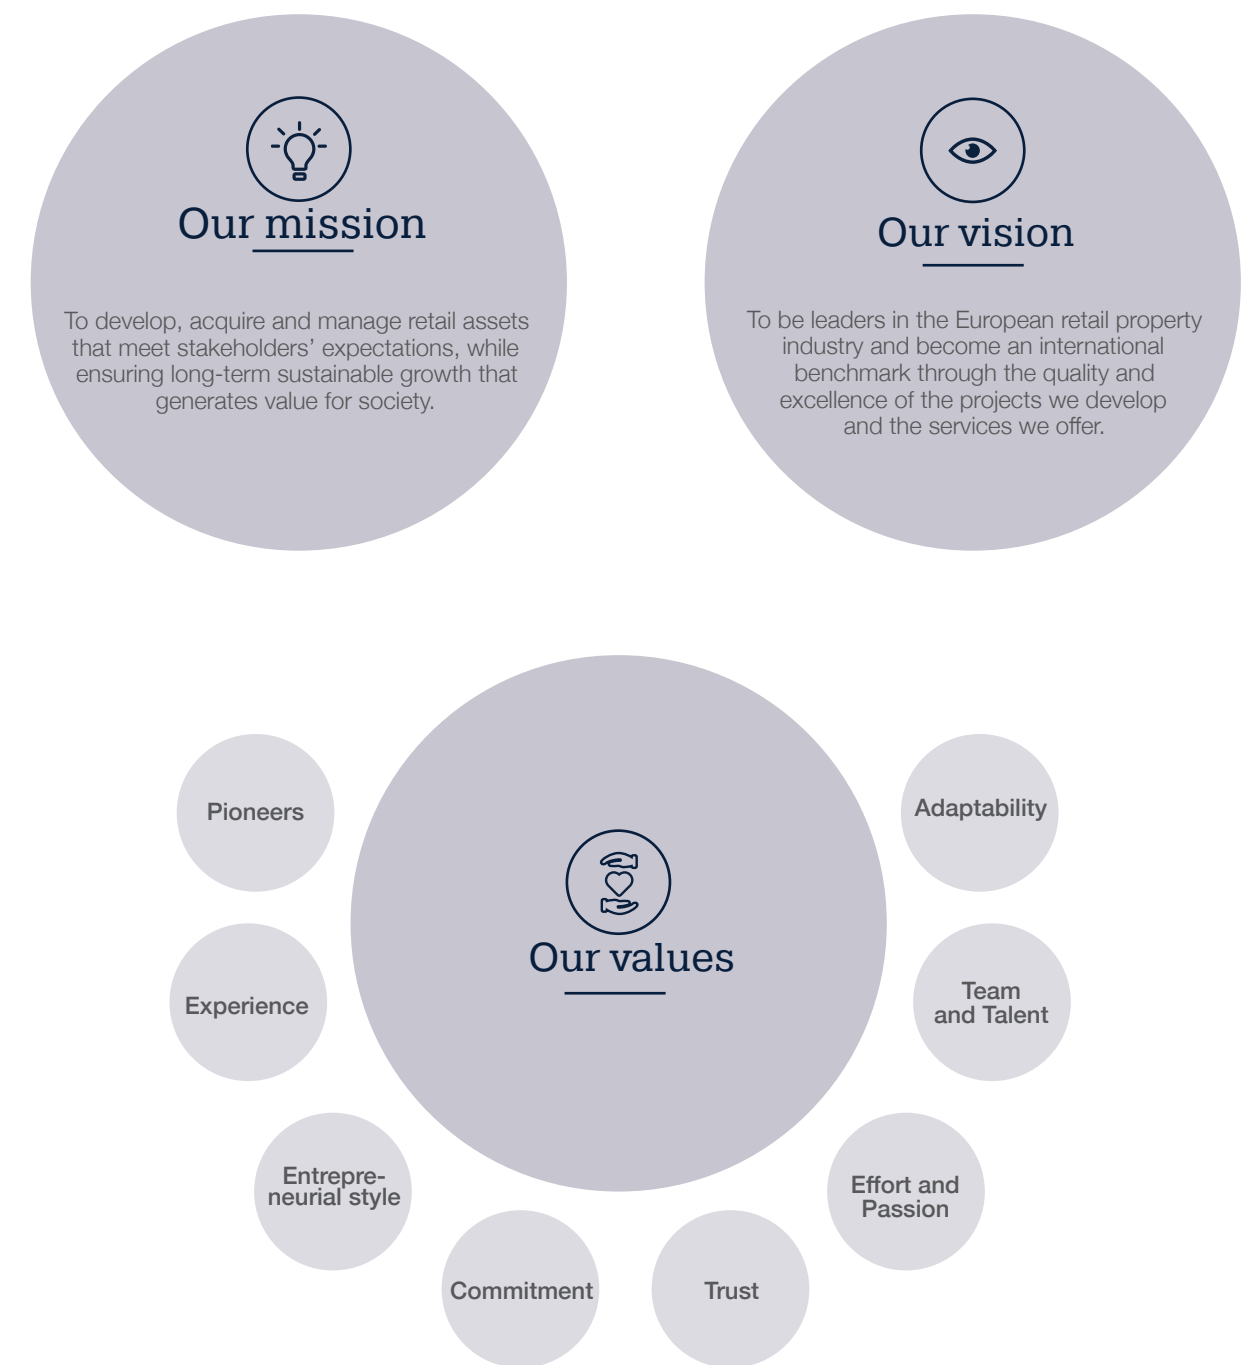 Our mission
To develop, acquire and manage retail assets
that meet stakeholders’ expectations, while
ensuring long-term sustainable growth that
generates value for society.
Our vision
To be leaders in the European retail property
industry and become an international
benchmark through the quality and
excellence of the projects we develop
and the services we offer.
Our values
Pioneers
Experience
Entrepre-
neurial style
Commitment
Trust
Effort and
Passion
Team
and Talent
Adaptability